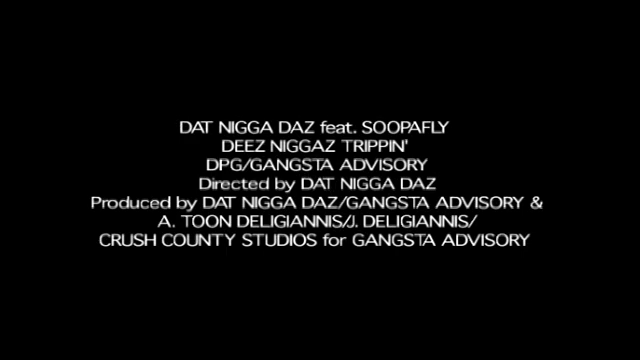 DAT NIGGA DAZ feat. SOOPAFLY
DEEZ NIGGAZ TRIPPIN'
DPG/GANGSTA ADVISORY
Directed by DAT NIGGA DAZ
Produced by DAT NIGGA DAZ/GANGSTA ADVISORY &
A. TOON DELIGIANNIS/J. DELIGIANNIS/
CRUSH COUNTY STUDIOS for GANGSTA ADVISORY